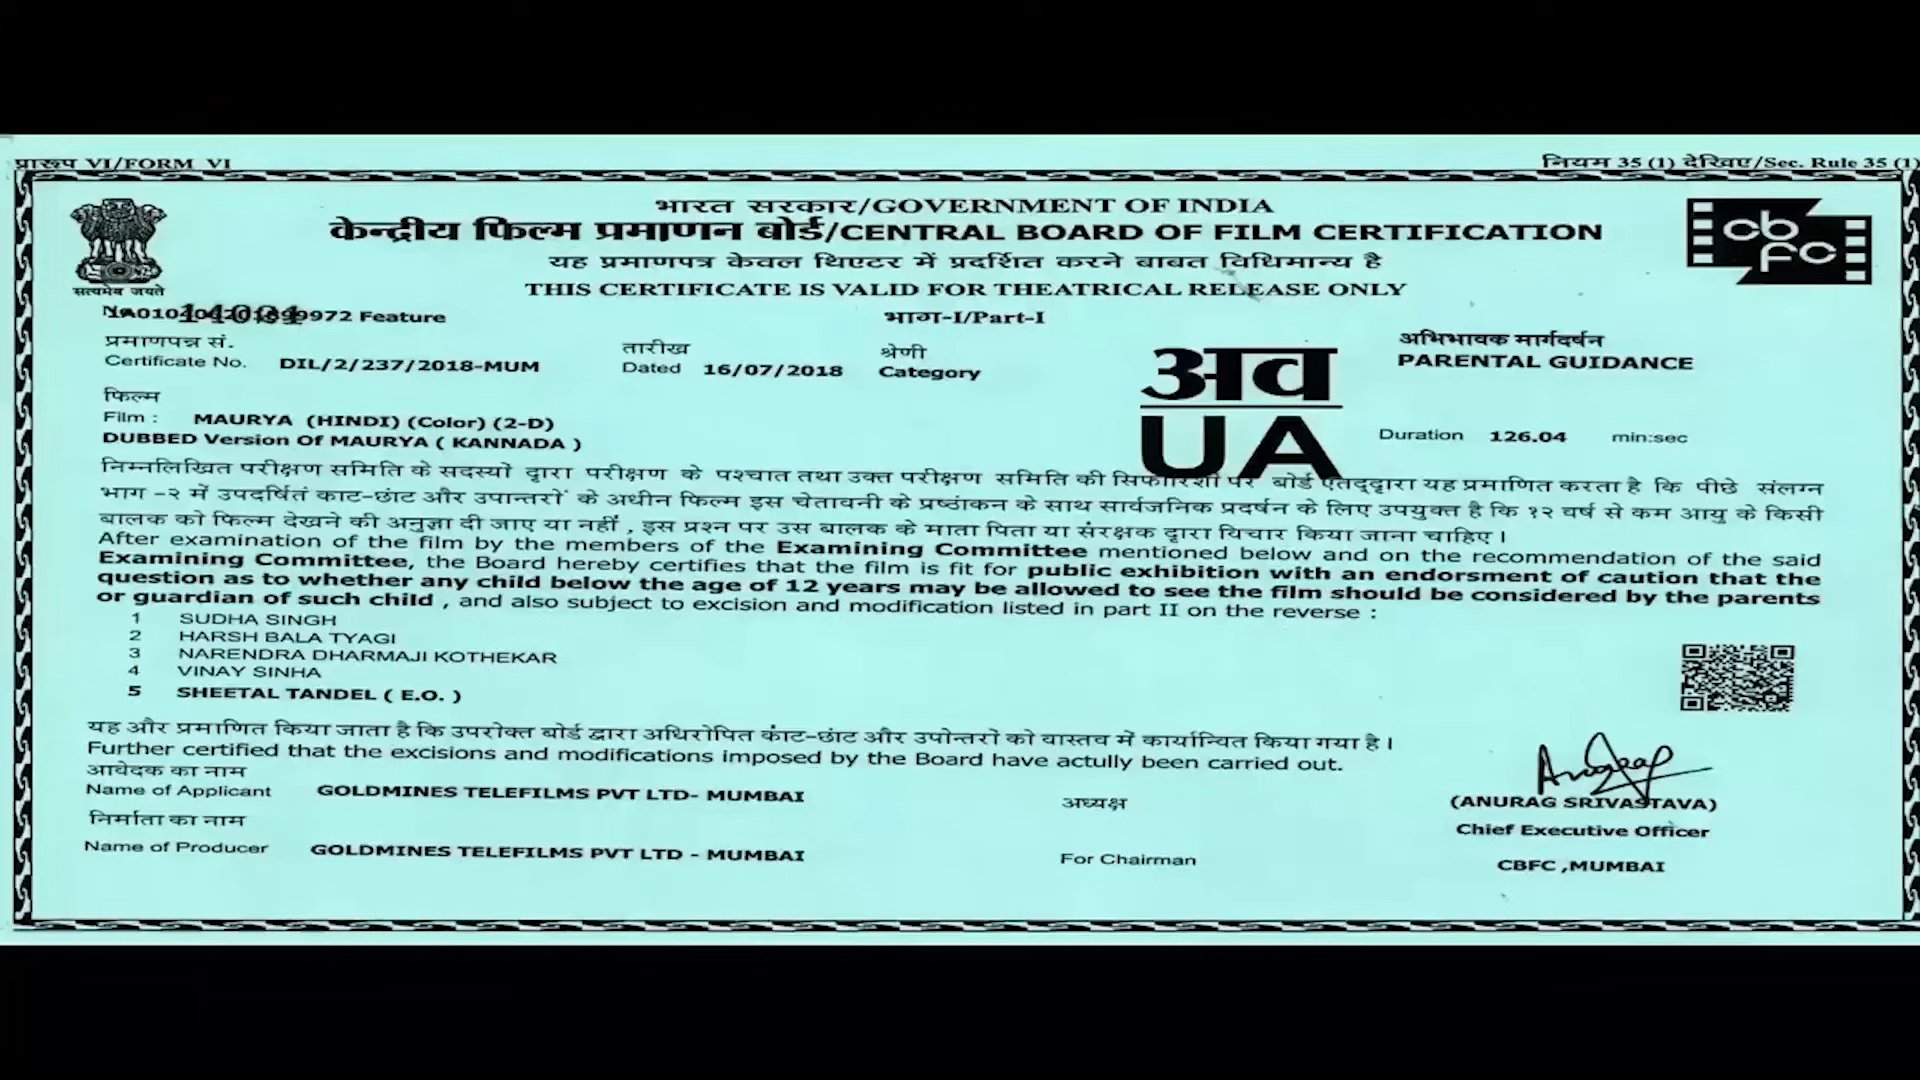 प्रारूप VI/FORM VI
नियम 35 (1) देखिए/Sec. Rule 35 (1)
भारत सरकार/GOVERNMENT OF INDIA
केन्द्रीय फिल्म प्रमाणन बोर्ड/CENTRAL BOARD OF FILM CERTIFICATION
cbfc
यह प्रमाणपत्र केवल थिएटर में प्रदर्शित करने बाबत विधिमान्य है
सत्यमेव जयते
THIS CERTIFICATE IS VALID FOR THEATRICAL RELEASE ONLY
Feature
भाग-I/Part-I
प्रमाणपत्र सं.
Certificate No. DIL/2/237/2018-MUM
तारीख
Dated 16/07/2018
श्रेणी
Category
अव
UA
अभिभावक मार्गदर्शन
PARENTAL GUIDANCE
फिल्म
Film : MAURYA (HINDI) (Color) (2-D)
DUBBED Version Of MAURYA ( KANNADA )
Duration 126.04 min:sec
निम्नलिखित परीक्षण समिति के सदस्यों द्वारा परीक्षण के पश्चात तथा उक्त परीक्षण समिति की सिफारिशों पर बोर्ड एतद्द्वारा यह प्रमाणित करता है कि पीछे संलग्न
भाग -२ में उपदर्षित काट-छांट और उपान्तरों के अधीन फिल्म इस चेतावनी के प्रष्ठांकन के साथ सार्वजनिक प्रदर्षन के लिए उपयुक्त है कि १२ वर्ष से कम आयु के किसी
बालक को फिल्म देखने की अनुज्ञा दी जाए या नहीं , इस प्रश्न पर उस बालक के माता पिता या संरक्षक द्वारा विचार किया जाना चाहिए ।
After examination of the film by the members of the Examining Committee mentioned below and on the recommendation of the said
Examining Committee, the Board hereby certifies that the film is fit for public exhibition with an endorsment of caution that the
question as to whether any child below the age of 12 years may be allowed to see the film should be considered by the parents
or guardian of such child , and also subject to excision and modification listed in part II on the reverse :
1 SUDHA SINGH
2 HARSH BALA TYAGI
3 NARENDRA DHARMAJI KOTHEKAR
4 VINAY SINHA
5 SHEETAL TANDEL ( E.O. )
यह और प्रमाणित किया जाता है कि उपरोक्त बोर्ड द्वारा अधिरोपित कांट-छांट और उपोन्तरों को वास्तव में कार्यान्वित किया गया है ।
Further certified that the excisions and modifications imposed by the Board have actully been carried out.
आवेदक का नाम
Name of Applicant GOLDMINES TELEFILMS PVT LTD- MUMBAI
निर्माता का नाम
Name of Producer GOLDMINES TELEFILMS PVT LTD - MUMBAI
अध्यक्ष
For Chairman
(ANURAG SRIVASTAVA)
Chief Executive Officer
CBFC ,MUMBAI